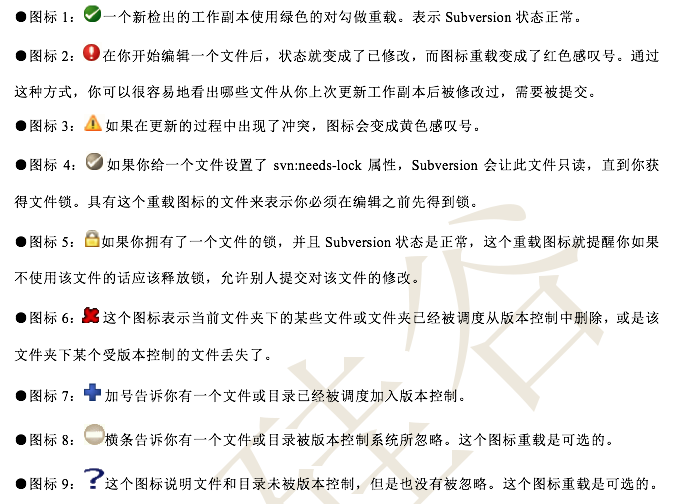 ●图标 1：一个新检出的工作副本使用绿色的对勾做重载。表示 Subversion 状态正常。
●图标 2：在你开始编辑一个文件后，状态就变成了已修改，而图标重载变成了红色感叹号。通过
这种方式，你可以很容易地看出哪些文件从你上次更新工作副本后被修改过，需要被提交。
●图标 3：如果在更新的过程中出现了冲突，图标会变成黄色感叹号。
●图标 4：如果你给一个文件设置了 svn:needs-lock 属性，Subversion 会让此文件只读，直到你获
得文件锁。具有这个重载图标的文件来表示你必须在编辑之前先得到锁。
●图标 5：如果你拥有了一个文件的锁，并且 Subversion 状态是正常，这个重载图标就提醒你如果
不使用该文件的话应该释放锁，允许别人提交对该文件的修改。
●图标 6：这个图标表示当前文件夹下的某些文件或文件夹已经被调度从版本控制中删除，或是该
文件夹下某个受版本控制的文件丢失了。
●图标 7：加号告诉你有一个文件或目录已经被调度加入版本控制。
●图标 8：横条告诉你有一个文件或目录被版本控制系统所忽略。这个图标重载是可选的。
●图标 9：这个图标说明文件和目录未被版本控制，但是也没有被忽略。这个图标重载是可选的。
硅谷